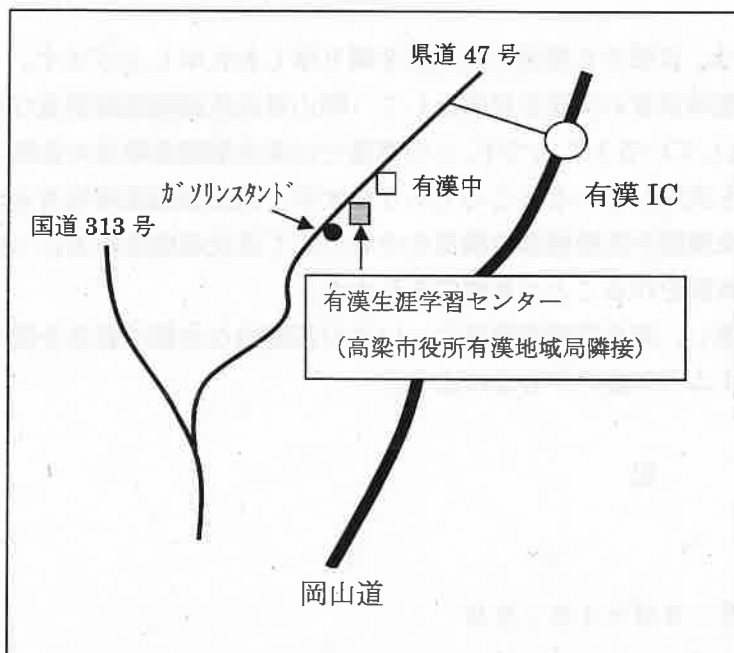 県道 47 号
ガソリンスタンド
有漢中
有漢 IC
国道 313 号
有漢生涯学習センター
（高梁市役所有漢地域局隣接）
岡山道